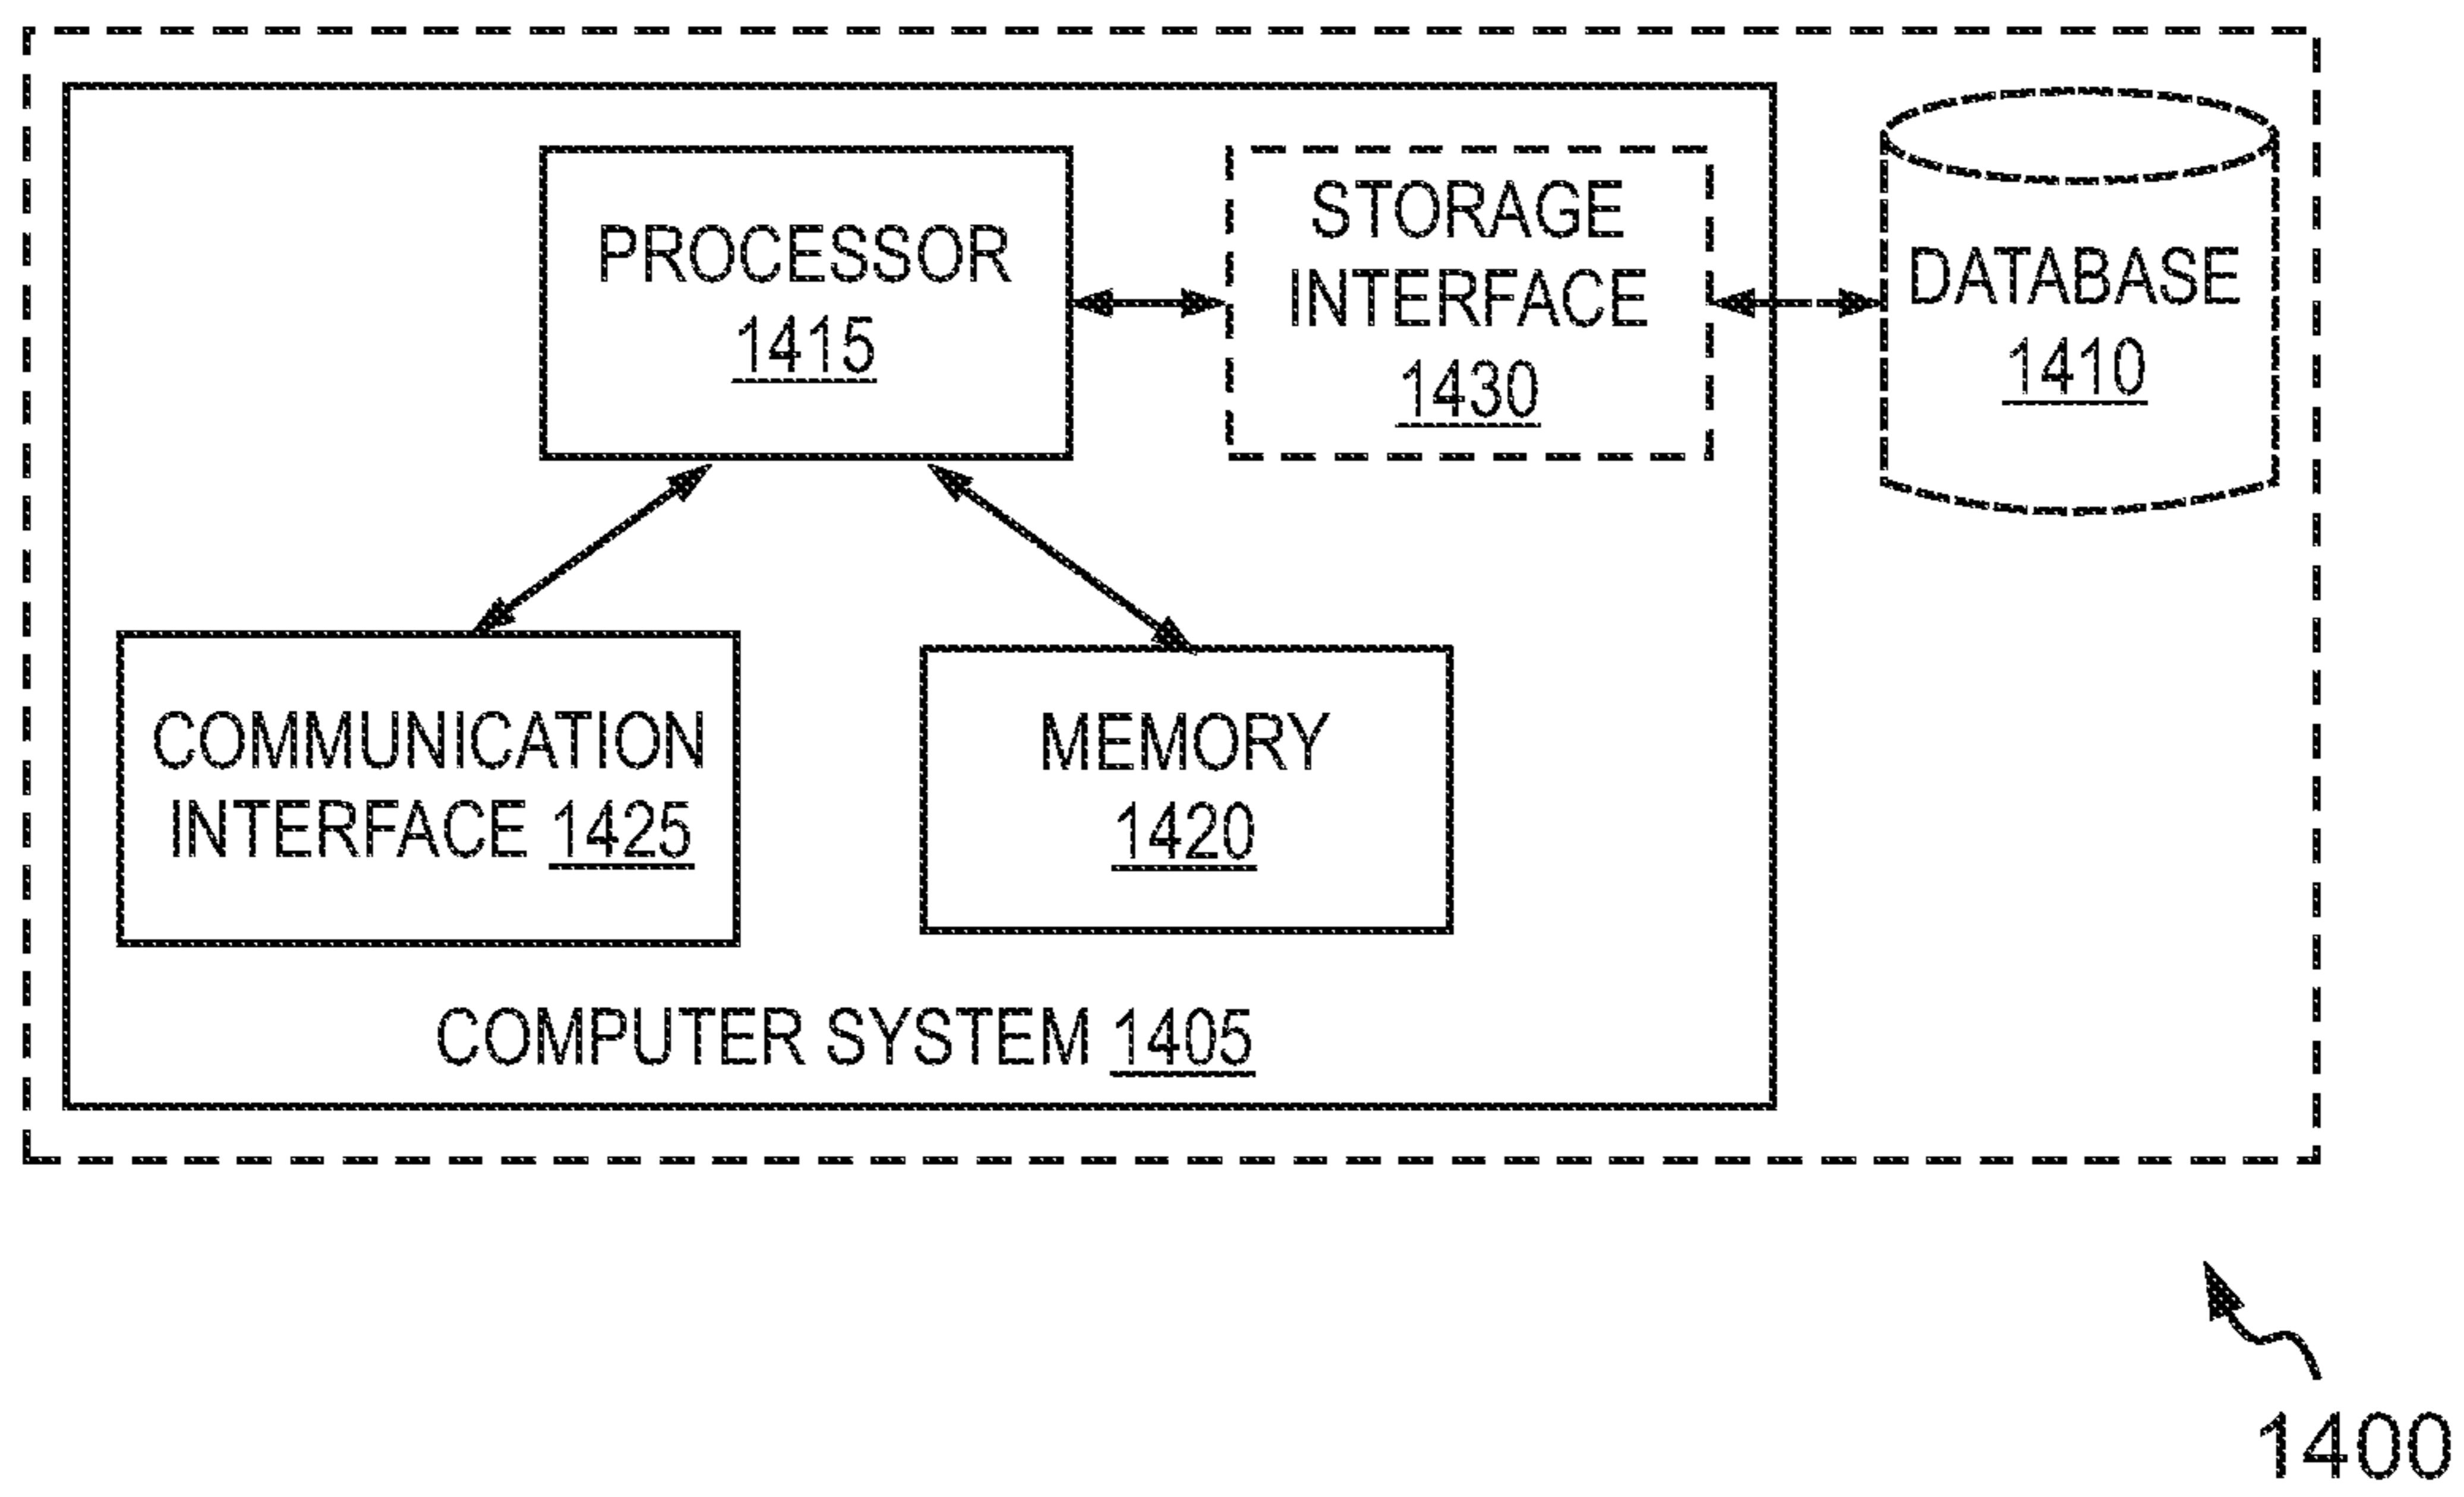 PROCESSOR
1415
STORAGE
INTERFACE
1430
DATABASE
1410
COMMUNICATION
INTERFACE 1425
MEMORY
1420
COMPUTER SYSTEM 1405
1400